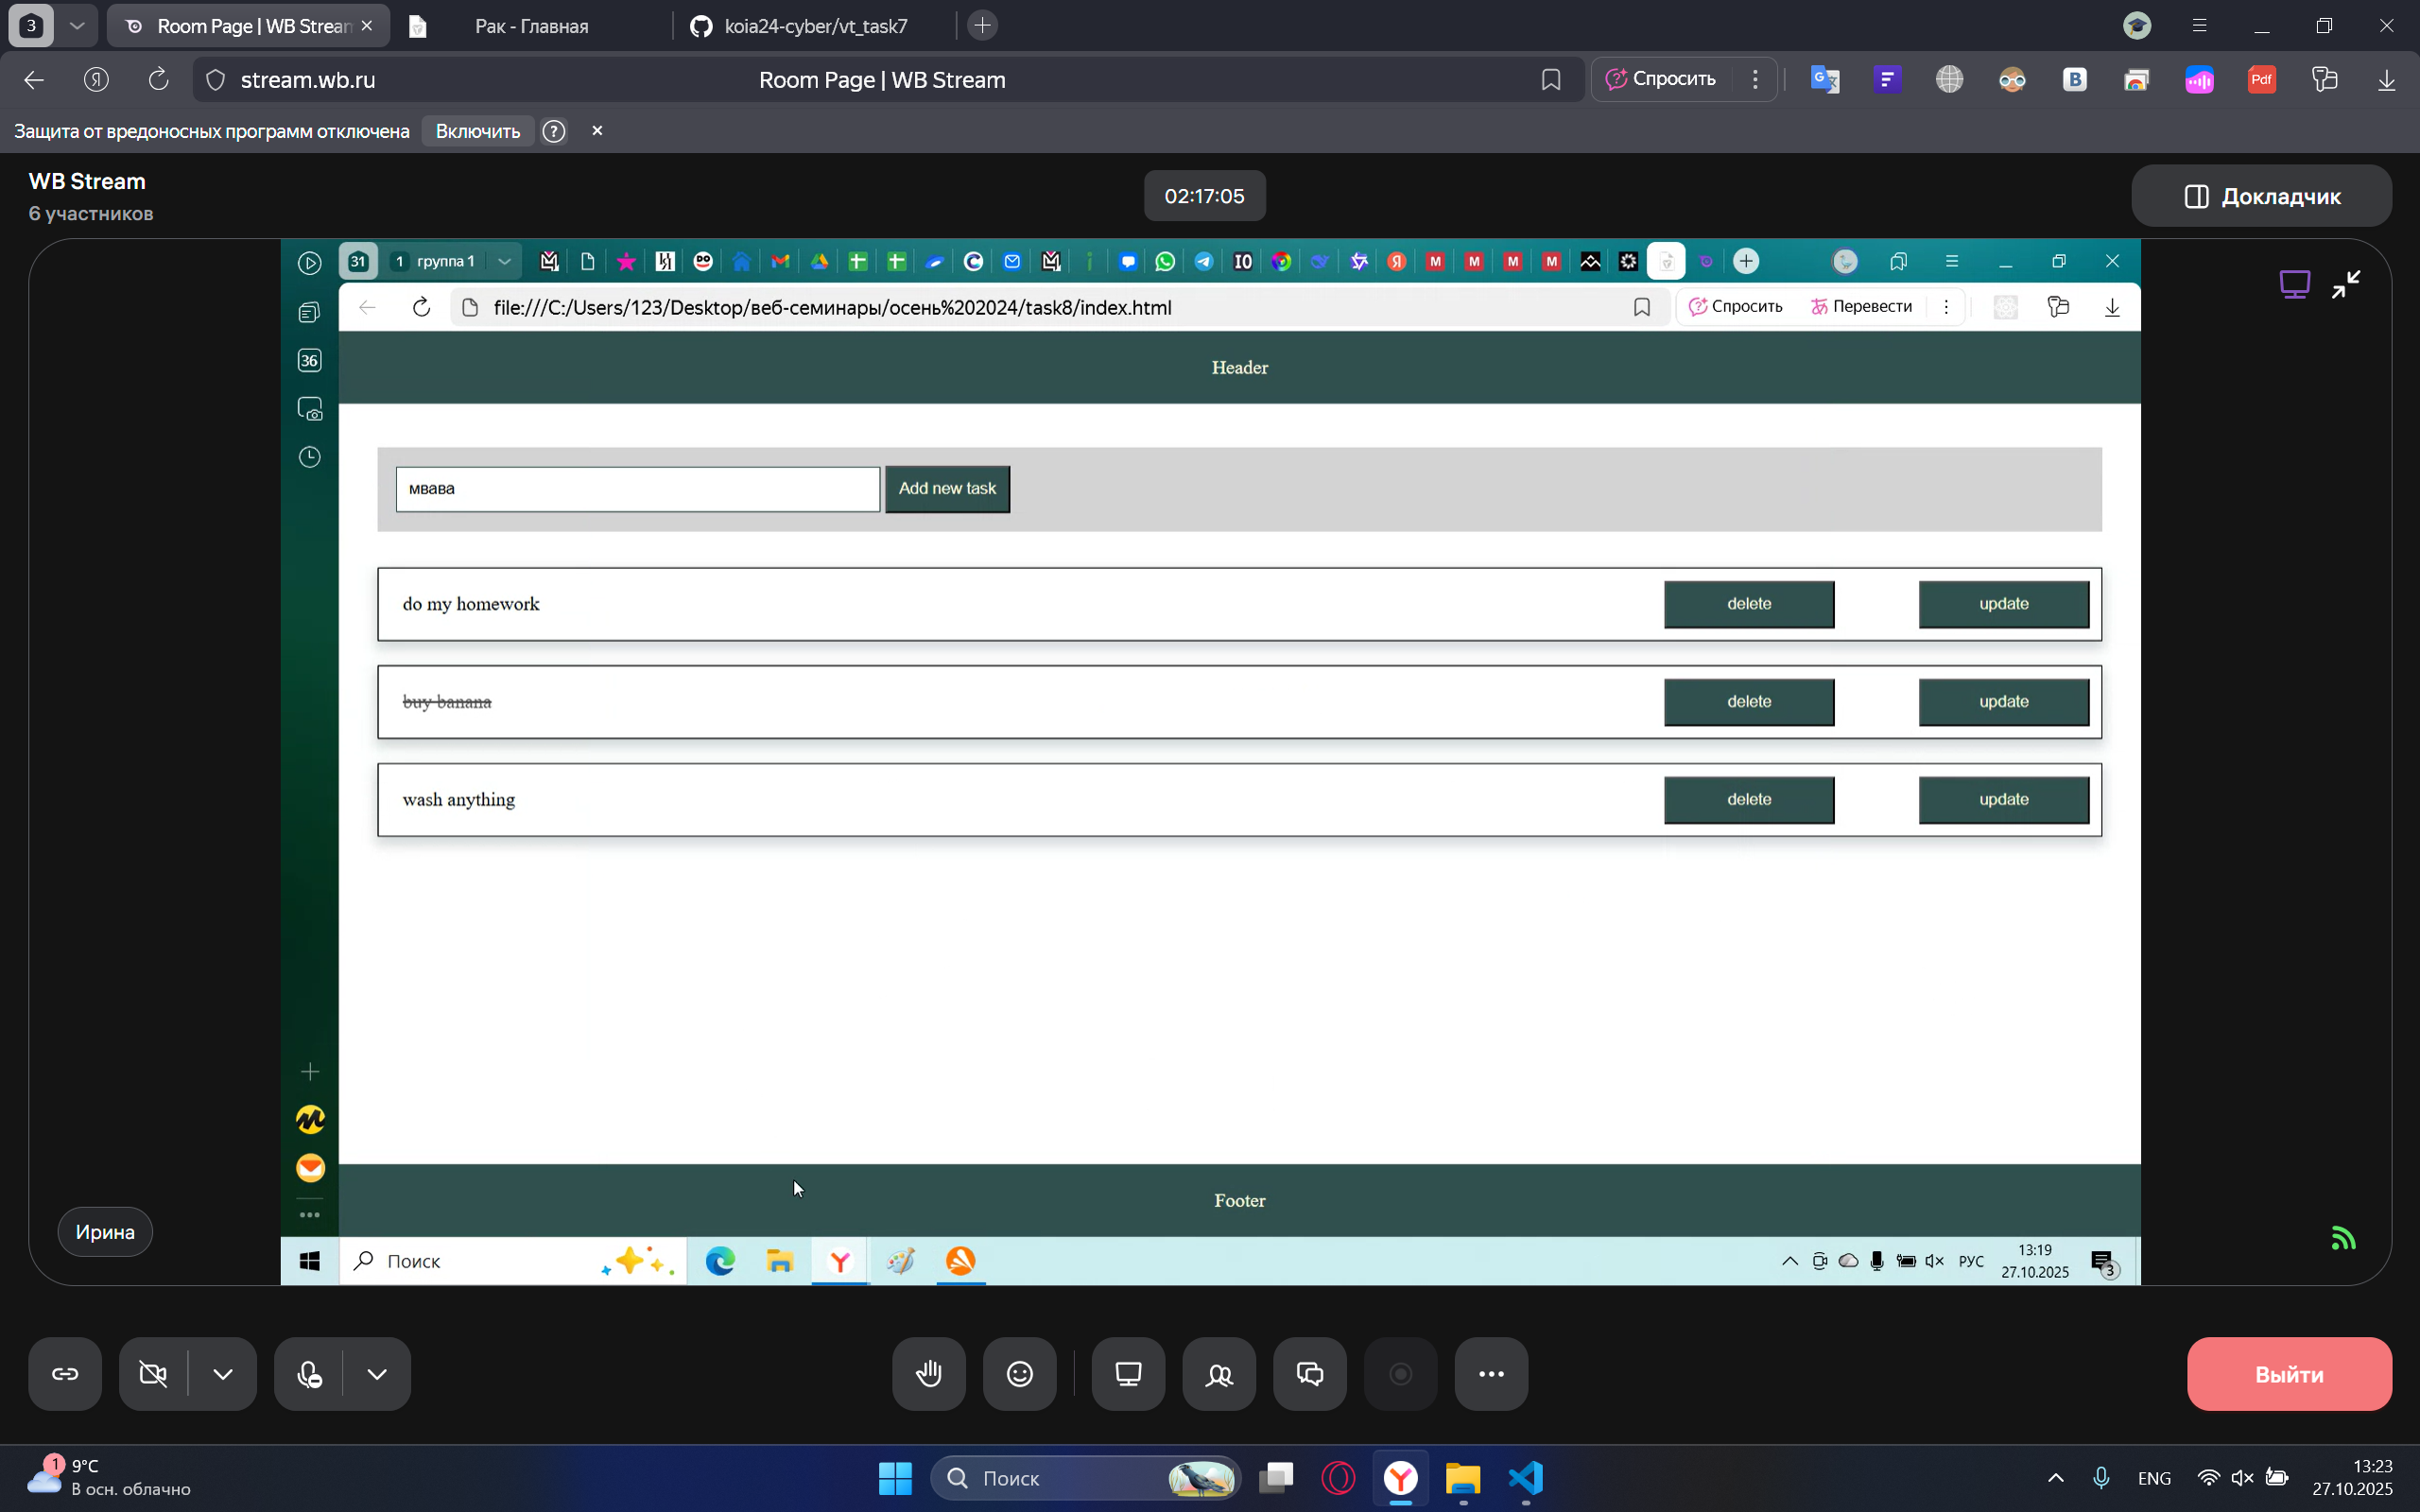 3
Room Page | WB Strean
Рак - Главная
koia24-cyber/vt_task7
Я
stream.wb.ru
Room Page | WB Stream
Спросить
B
Pdf
Защита от вредоносных программ отключена
Включить
?
WB Stream
6 участников
02:17:05
Докладчик
31
1
группа 1
IO
Я
M
M
M
M
file:///C:/Users/123/Desktop/веб-семинары/осень%202024/task8/index.html
Спросить
Перевести
36
Header
мвава
Add new task
do my homework
delete
update
buy banana
delete
update
wash anything
delete
update
Footer
Ирина
Поиск
РУС
13:19
27.10.2025
3
Выйти
1
9°C
В осн. облачно
Поиск
ENG
13:23
27.10.2025